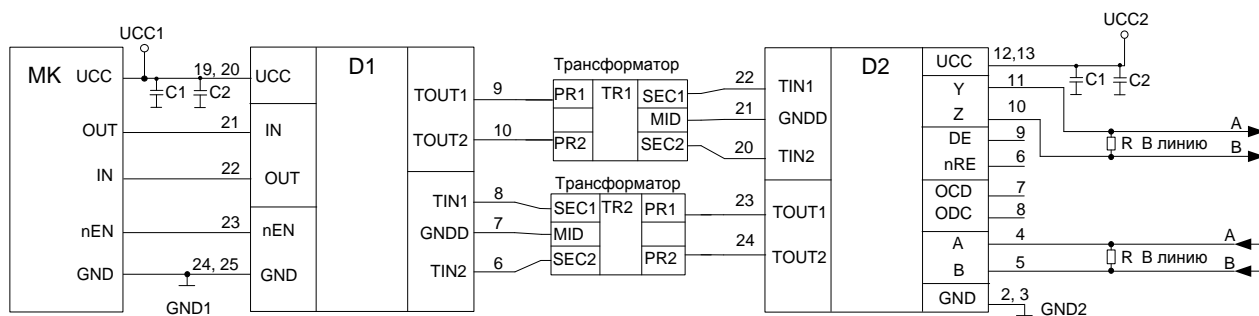 UCC1
UCC2
МК
UCC
19, 20
UCC
D1
C1
C2
OUT
21
IN
IN
22
OUT
nEN
23
nEN
GND
24, 25
GND
GND1
TOUT1
9
TOUT2
10
TIN1
8
GNDD
7
TIN2
6
Трансформатор
PR1
TR1
SEC1
MID
PR2
SEC2
Трансформатор
SEC1
TR2
PR1
MID
SEC2
PR2
22
TIN1
21
GNDD
20
TIN2
23
TOUT1
24
TOUT2
D2
UCC
12,13
C1
C2
Y
11
Z
10
DE
9
nRE
6
OCD
7
ODC
8
A
4
B
5
GND
2, 3
GND2
A
R В линию
B
A
R В линию
B